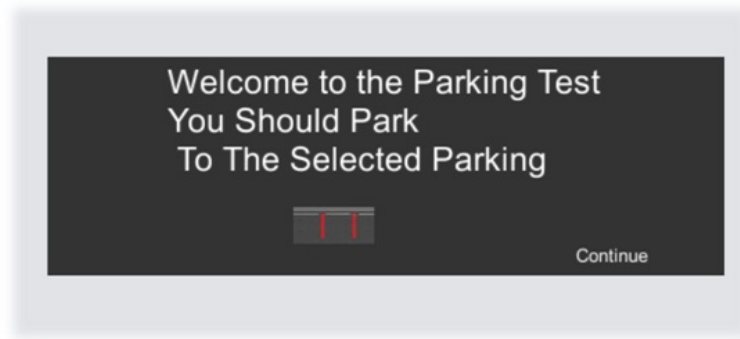 Welcome to the Parking Test
You Should Park
To The Selected Parking
Continue